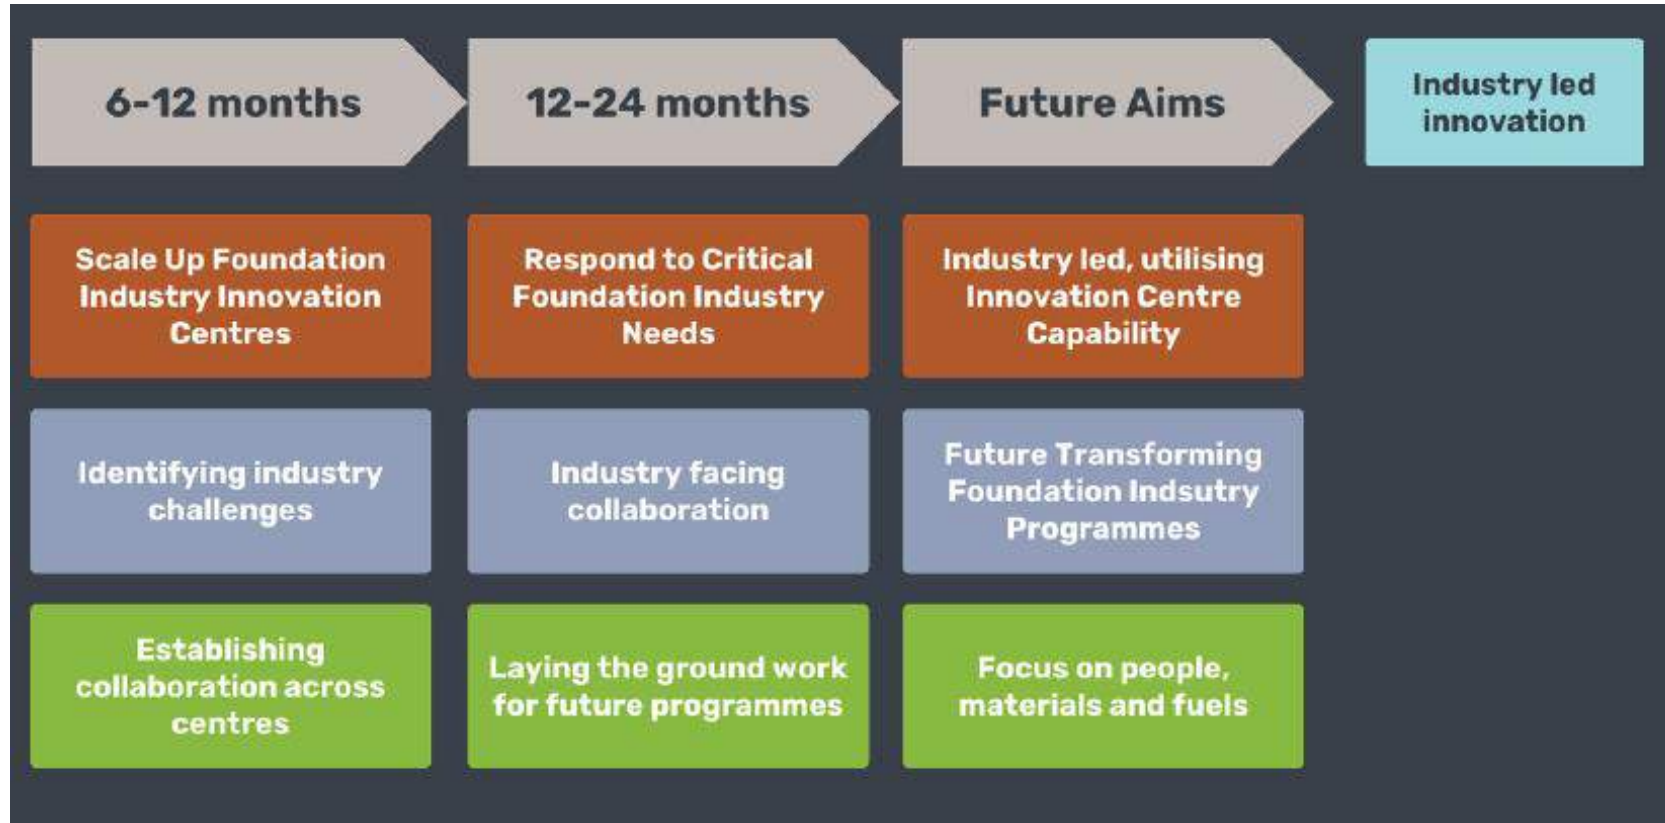 6-12 months
12-24 months
Future Aims
Industry led
innovation
Scale Up Foundation
Industry Innovation
Centres
Respond to Critical
Foundation Industry
Needs
Industry led, utilising
Innovation Centre
Capability
Identifying industry
challenges
Industry facing
collaboration
Future Transforming
Foundation Indsutry
Programmes
Establishing
collaboration across
centres
Laying the ground work
for future programmes
Focus on people,
materials and fuels